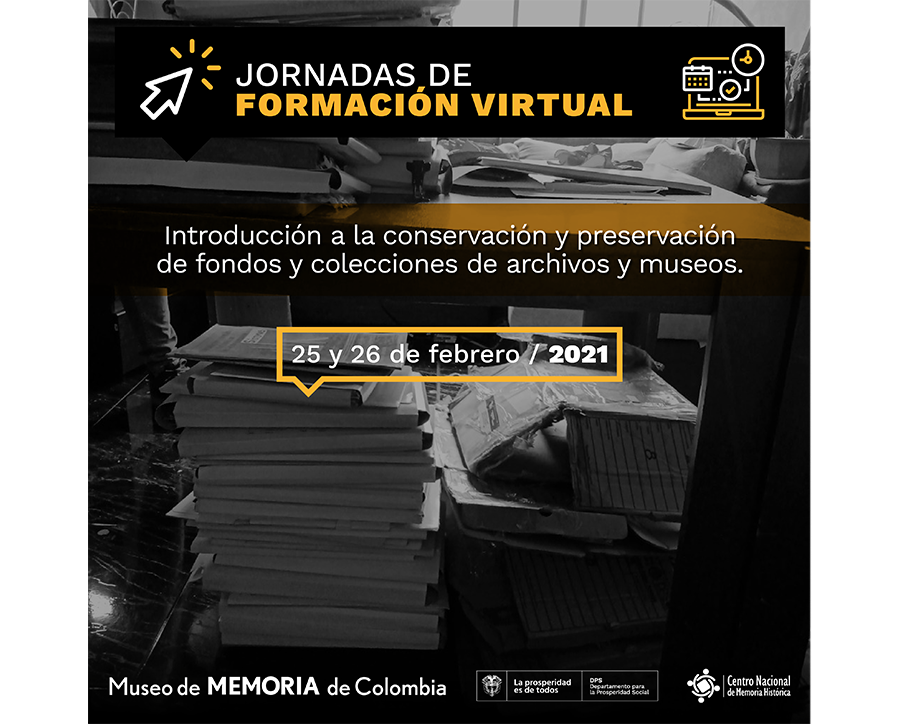 JORNADAS DE
FORMACIÓN VIRTUAL
Introducción a la conservación y preservación
de fondos y colecciones de archivos y museos.
25 y 26 de febrero / 2021
Museo de MEMORIA de Colombia
La prosperidad
es de todos
DPS
Departamento para
la Prosperidad Social
Centro Nacional
de Memoria Histórica